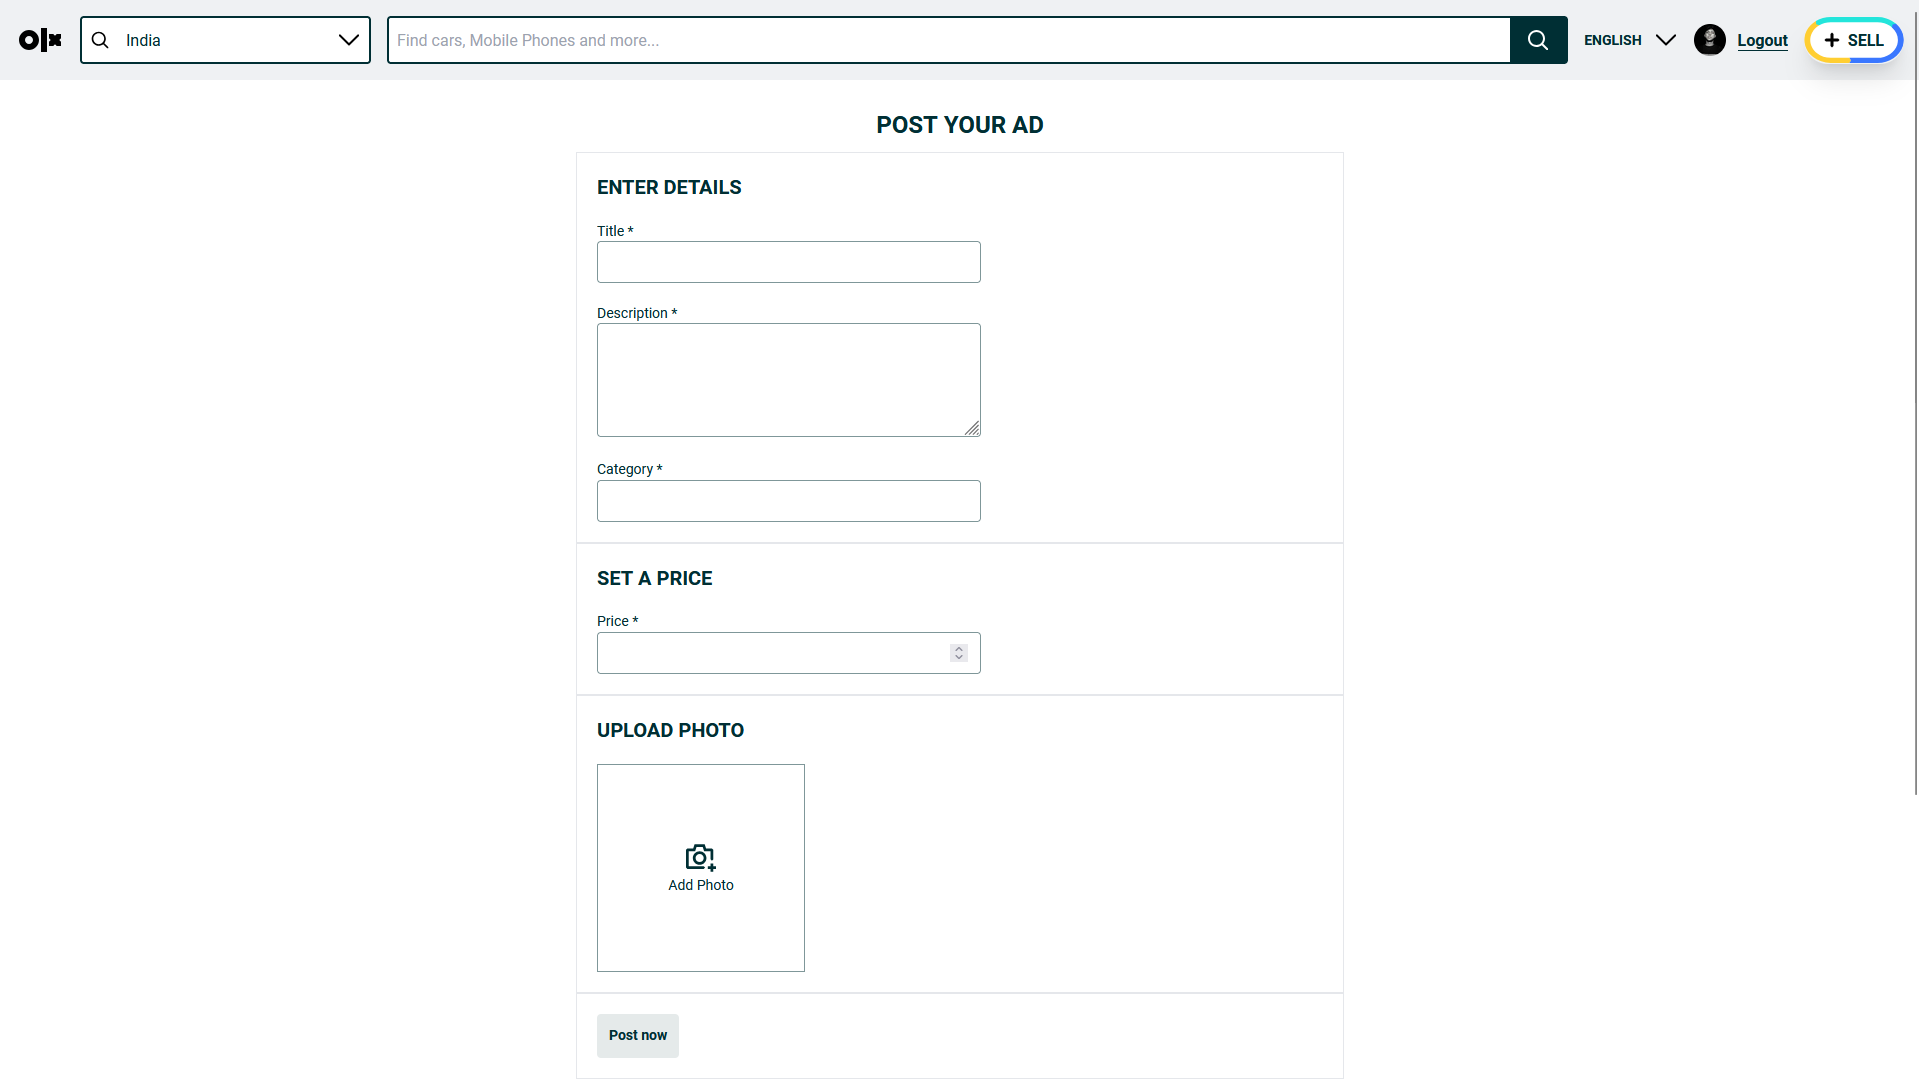 olx
India
Find cars, Mobile Phones and more...
ENGLISH
Logout
+ SELL
POST YOUR AD
ENTER DETAILS
Title *
Description *
Category *
SET A PRICE
Price *
UPLOAD PHOTO
Add Photo
Post now